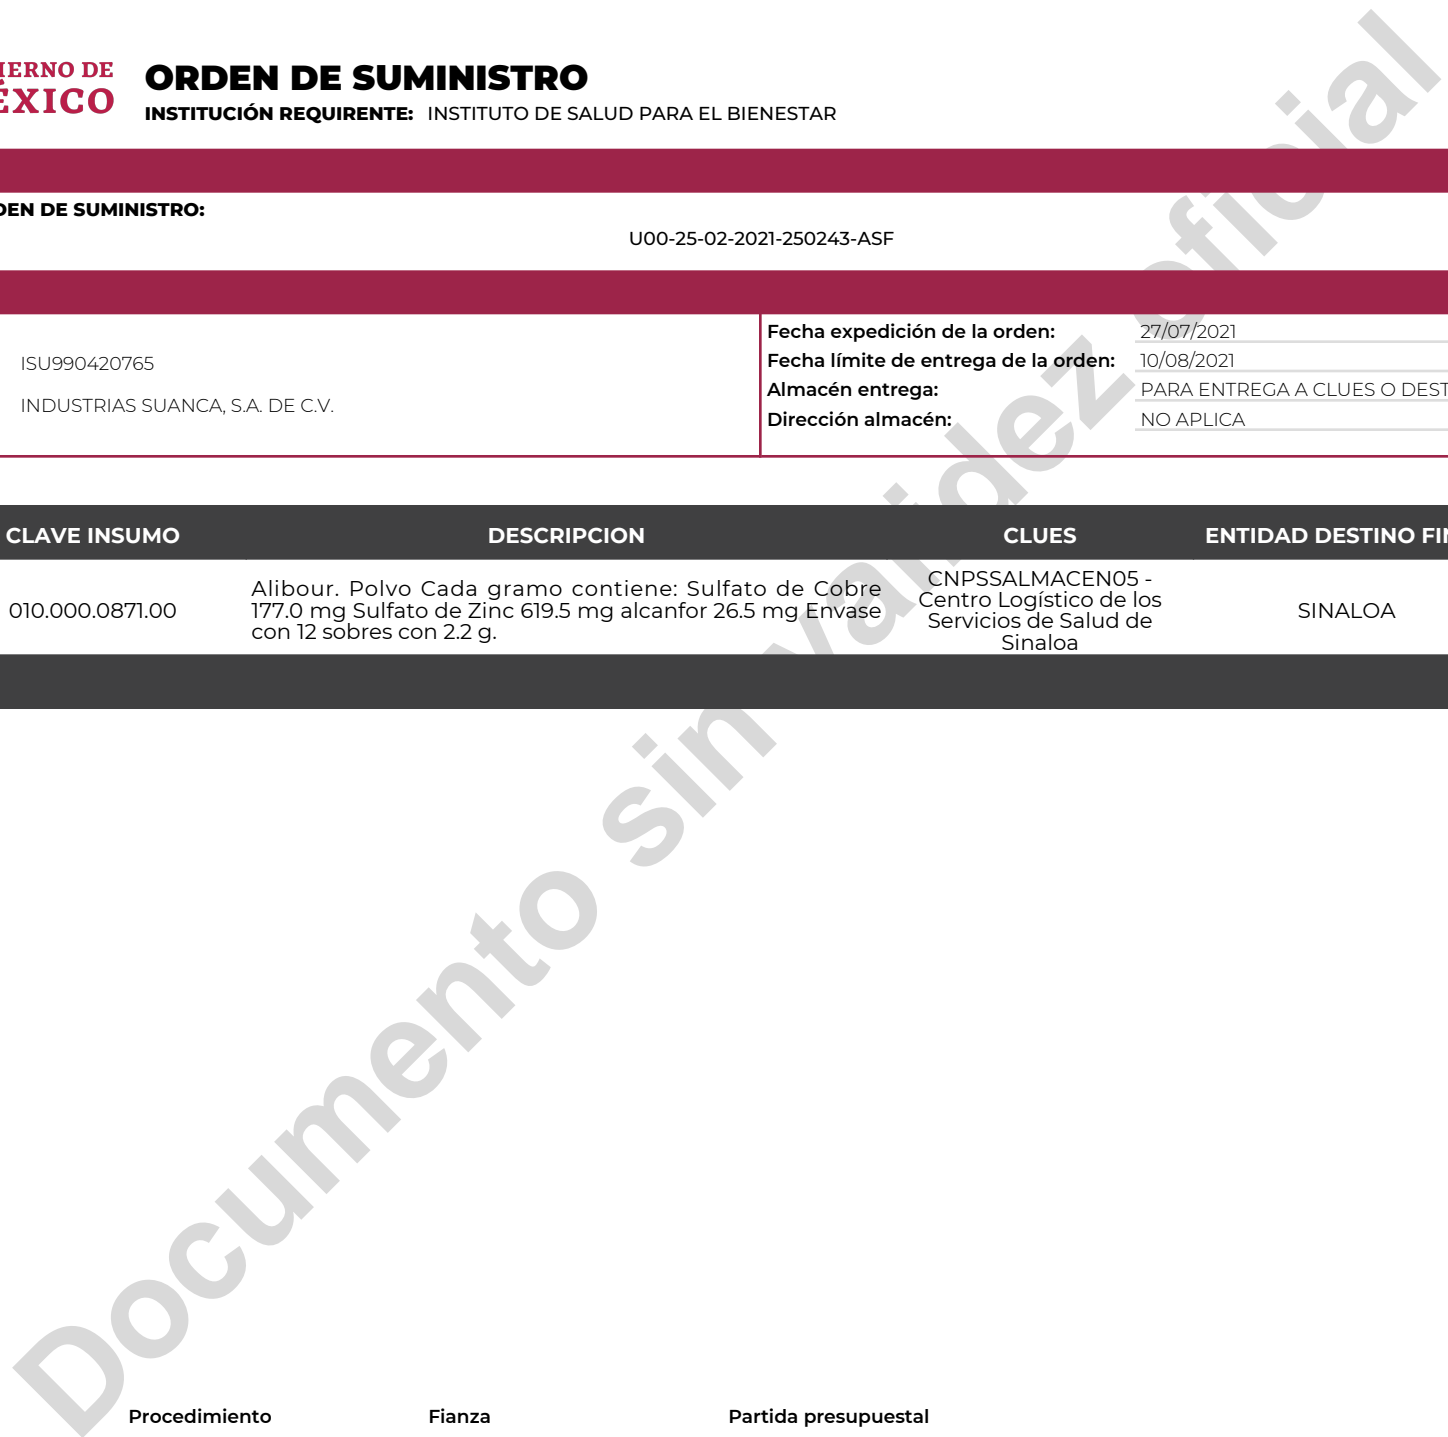 IERNO DE
ÉXICO
ORDEN DE SUMINISTRO
INSTITUCIÓN REQUIRENTE: INSTITUTO DE SALUD PARA EL BIENESTAR
DEN DE SUMINISTRO:
U00-25-02-2021-250243-ASF
ISU990420765
INDUSTRIAS SUANCA, S.A. DE C.V.
Fecha expedición de la orden: 27/07/2021
Fecha límite de entrega de la orden: 10/08/2021
Almacén entrega: PARA ENTREGA A CLUES O DEST
Dirección almacén: NO APLICA
CLAVE INSUMO DESCRIPCION CLUES ENTIDAD DESTINO FIN
010.000.0871.00
Alibour. Polvo Cada gramo contiene: Sulfato de Cobre
177.0 mg Sulfato de Zinc 619.5 mg alcanfor 26.5 mg Envase
con 12 sobres con 2.2 g.
CNPSSALMACEN05 -
Centro Logístico de los
Servicios de Salud de
Sinaloa
SINALOA
Documento sin validez oficial
Procedimiento Fianza Partida presupuestal